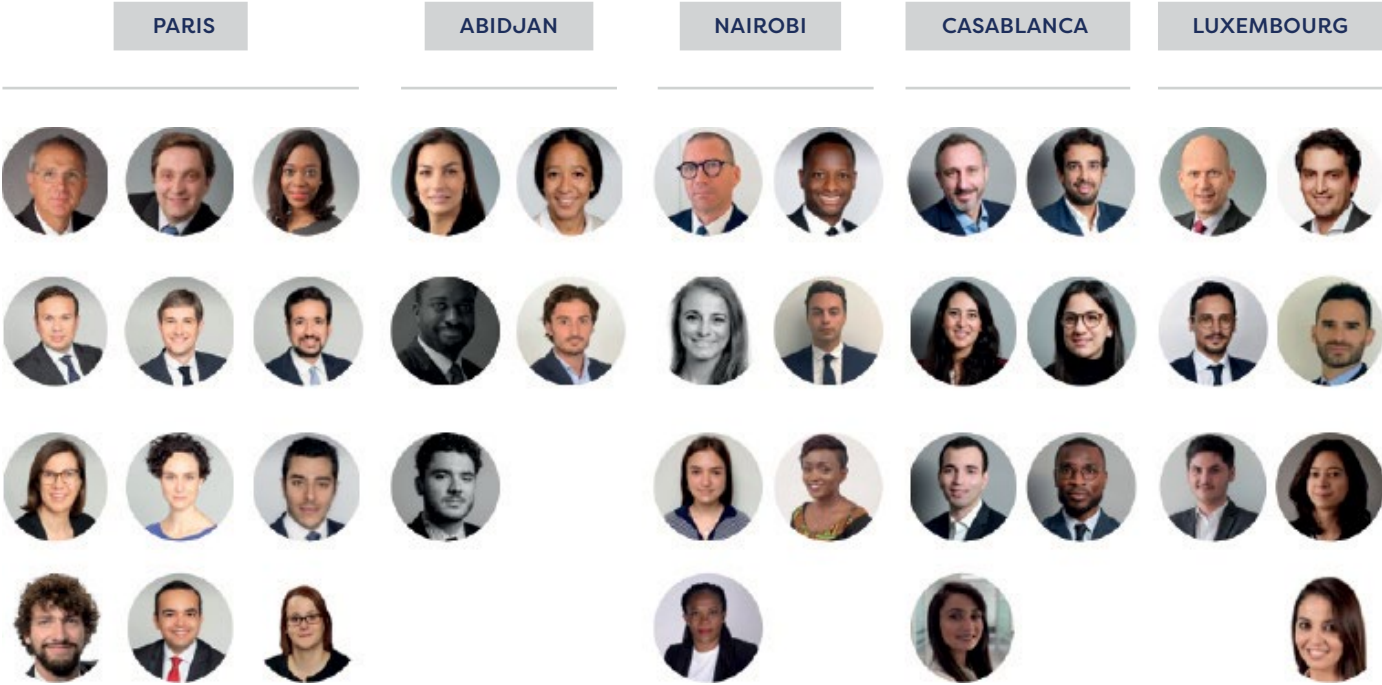 PARIS
ABIDJAN
NAIROBI
CASABLANCA
LUXEMBOURG